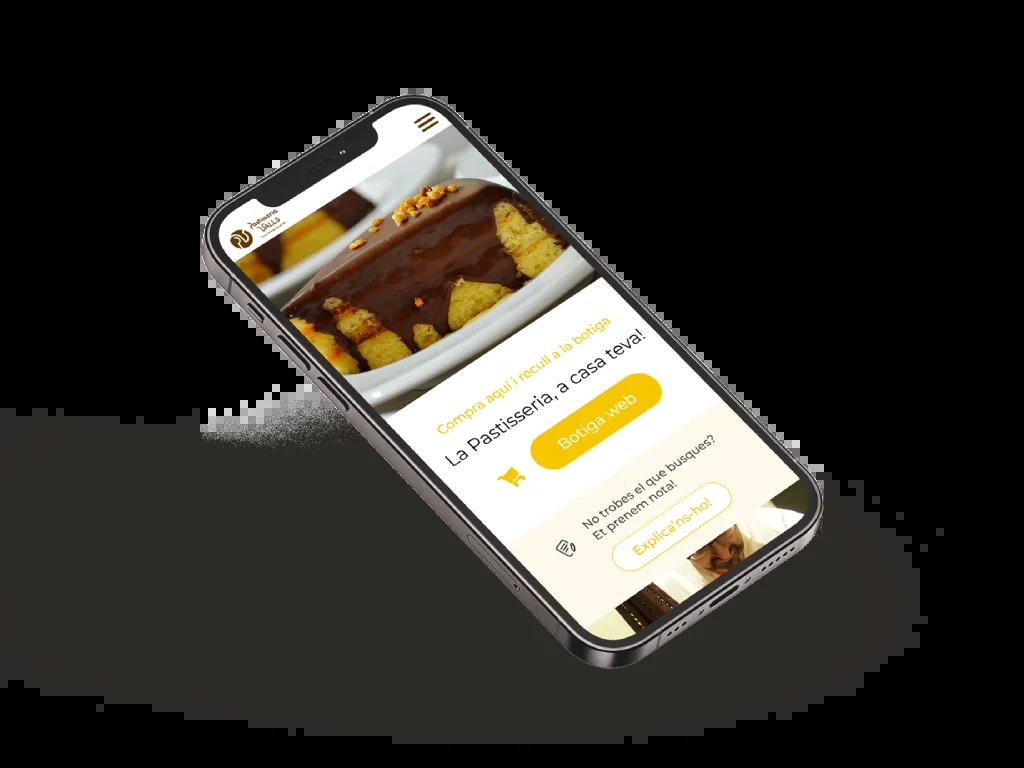 Pastisseria
VALLS
Compra aquí i recull a la botiga
La Pastisseria, a casa teva!
Botiga web
No trobes el que busques?
Et prenem nota!
Explica'ns-ho!